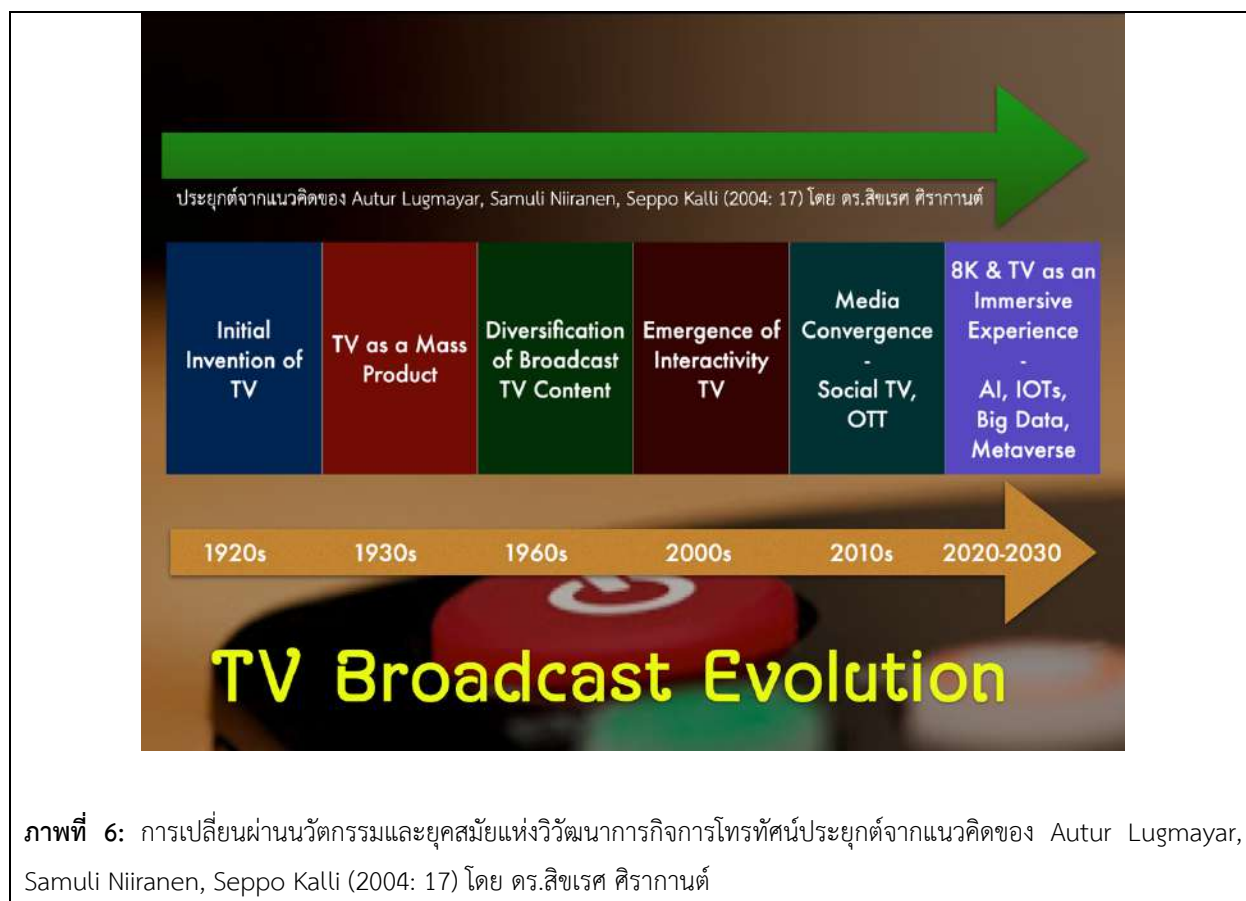 ประยุกต์จากแนวคิดของ Autur Lugmayar, Samuli Niiranen, Seppo Kalli (2004: 17) โดย ดร.สิขเรศ ศิรากานต์
Initial
Invention of
TV
TV as a Mass
Product
Diversification
of Broadcast
TV Content
Emergence of
Interactivity
TV
Media
Convergence
-
Social TV,
OTT
8K & TV as an
Immersive
Experience
-
AI, IOTs,
Big Data,
Metaverse
1920s 1930s 1960s 2000s 2010s 2020-2030
TV Broadcast Evolution
ภาพที่ 6: การเปลี่ยนผ่านนวัตกรรมและยุคสมัยแห่งวิวัฒนาการกิจการโทรทัศน์ประยุกต์จากแนวคิดของ Autur Lugmayar,
Samuli Niiranen, Seppo Kalli (2004: 17) โดย ดร.สิขเรศ ศิรากานต์